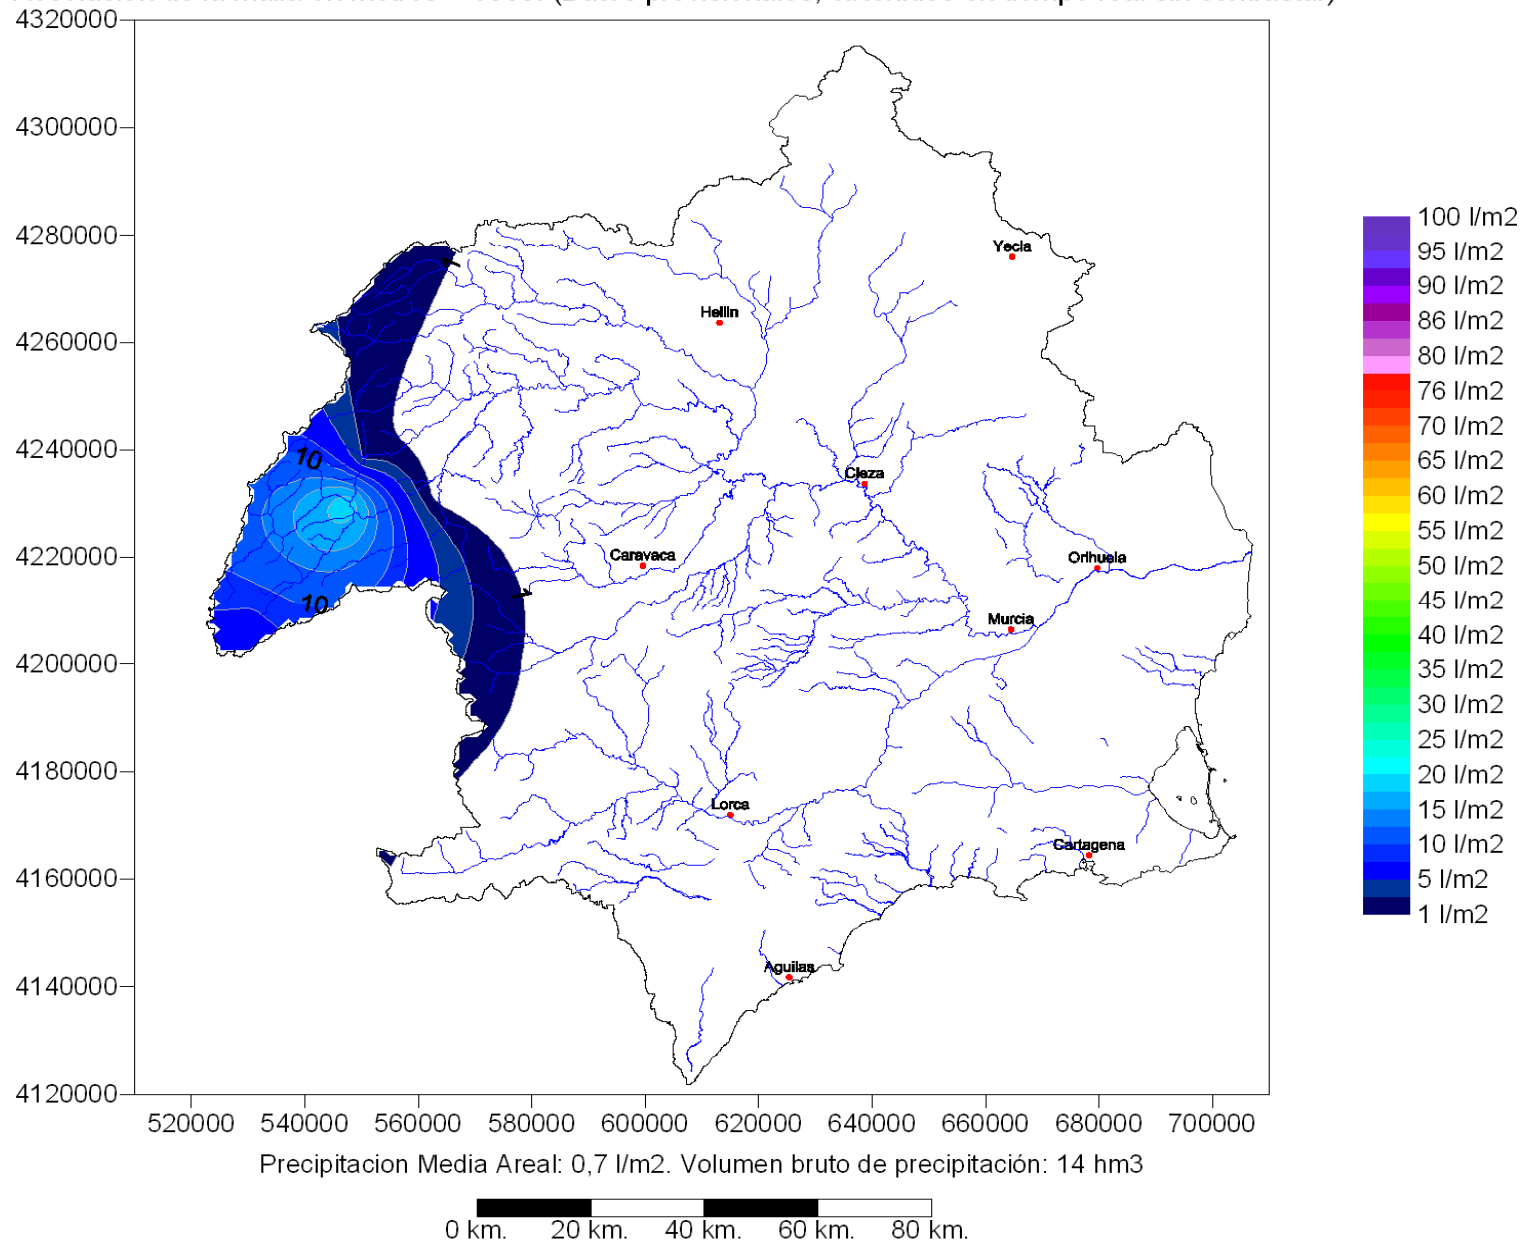 4320000
4300000
4280000
4260000
4240000
4220000
4200000
4180000
4160000
4140000
4120000
520000 540000 560000 580000 600000 620000 640000 660000 680000 700000
Yecla
Hellin
Cieza
Caravaca
Orihuela
Murcia
Lorca
Cartagena
Aguilas
1
10
10
1
100 l/m2
95 l/m2
90 l/m2
86 l/m2
80 l/m2
76 l/m2
70 l/m2
65 l/m2
60 l/m2
55 l/m2
50 l/m2
45 l/m2
40 l/m2
35 l/m2
30 l/m2
25 l/m2
20 l/m2
15 l/m2
10 l/m2
5 l/m2
1 l/m2
Precipitacion Media Areal: 0,7 l/m2. Volumen bruto de precipitación: 14 hm3
0 km. 20 km. 40 km. 60 km. 80 km.